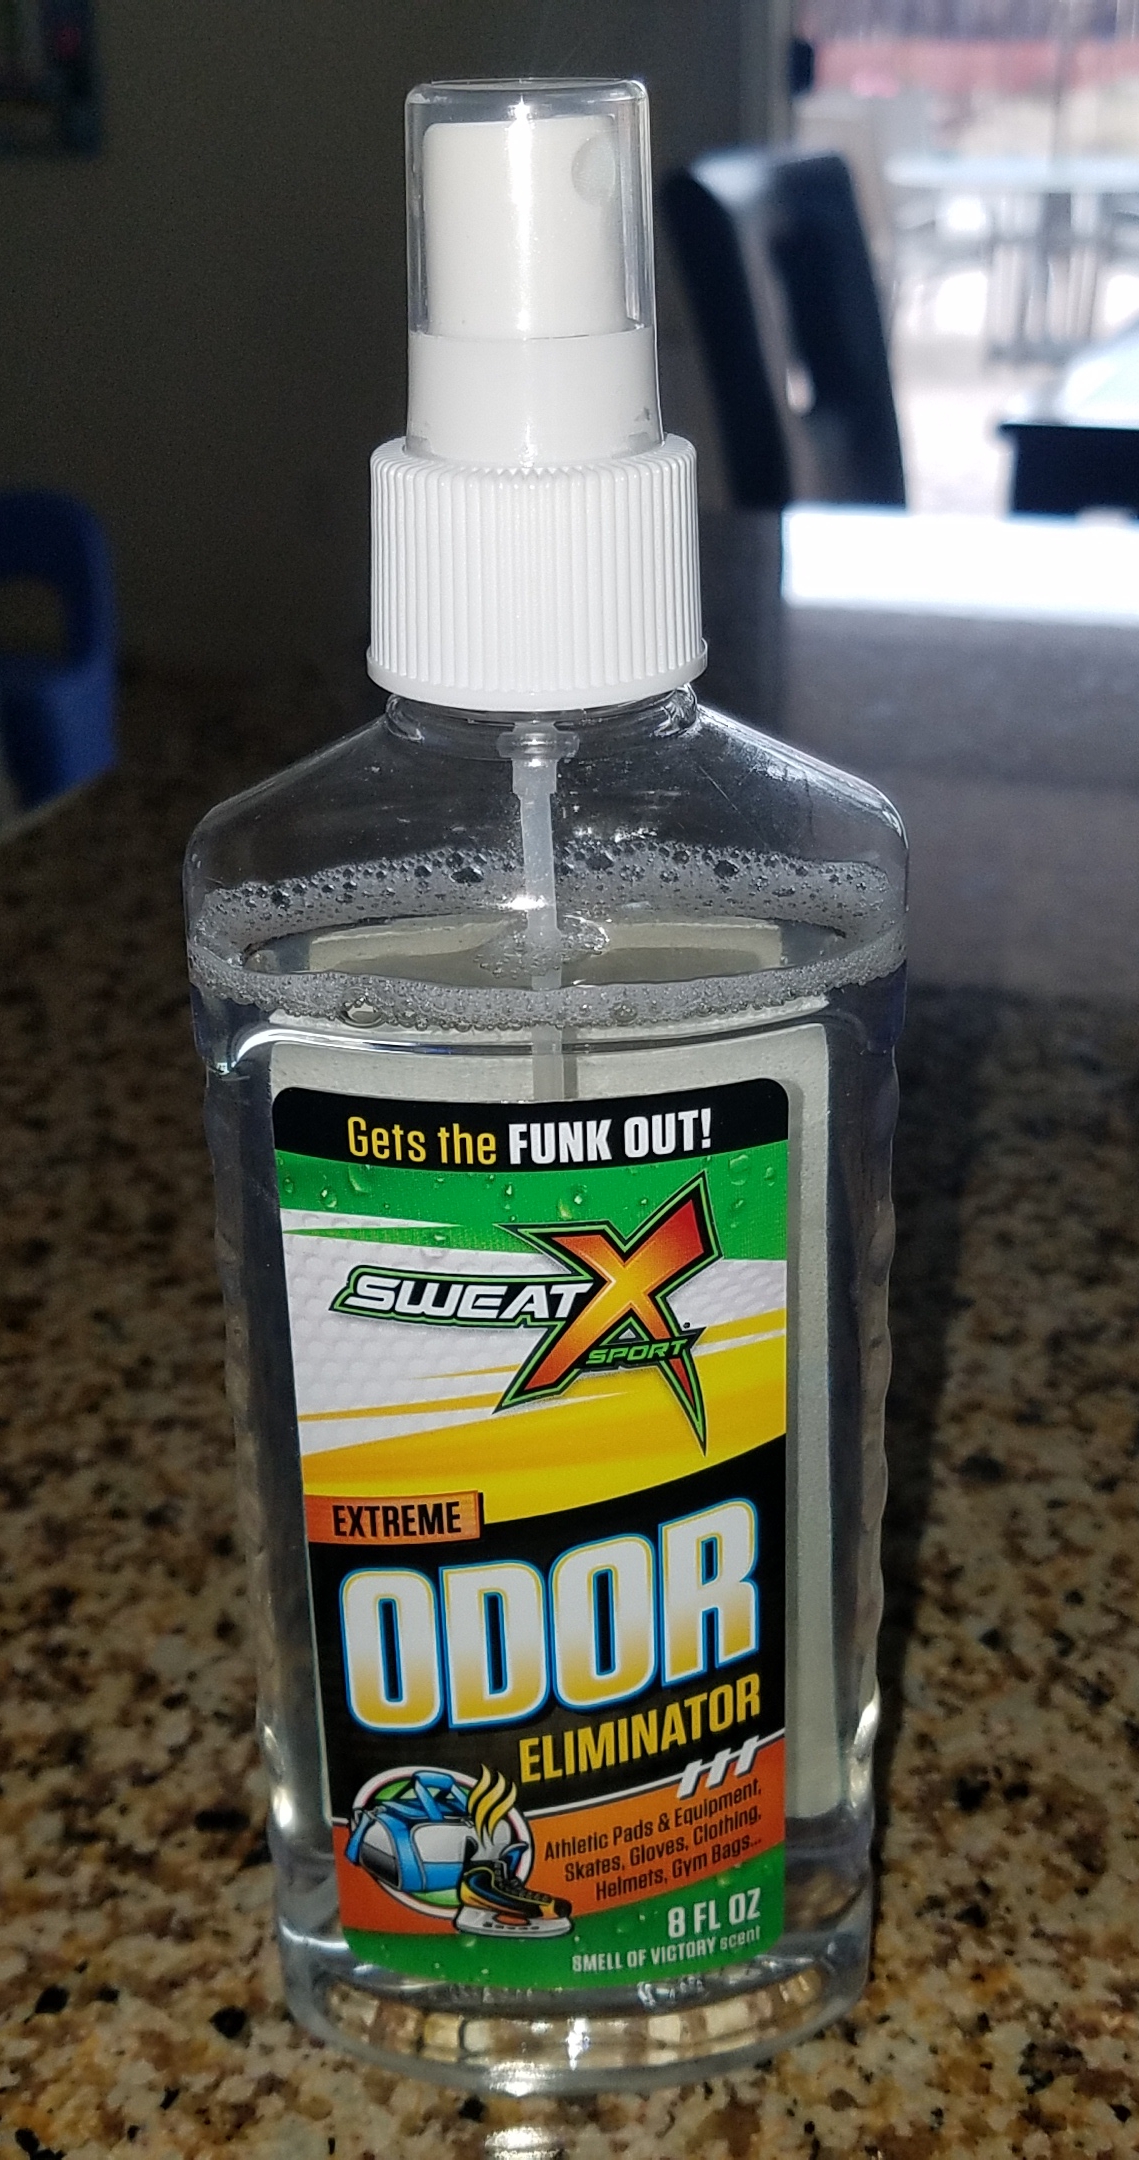 Gets the FUNK OUT!
SWEAT X
SPORT
EXTREME
ODOR
ELIMINATOR
Athletic Pads & Equipment,
Skates, Gloves, Clothing,
Helmets, Gym Bags...
8 FL OZ
SMELL OF VICTORY scent